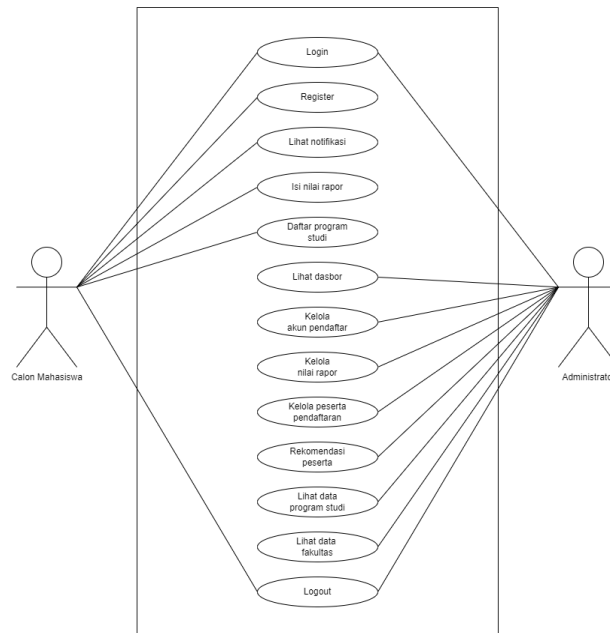 Login
Register
Lihat notifikasi
Isi nilai rapor
Daftar program
studi
Lihat dasbor
Kelola
akun pendaftar
Kelola
nilai rapor
Kelola peserta
pendaftaran
Rekomendasi
peserta
Lihat data
program studi
Lihat data
fakultas
Logout
Calon Mahasiswa
Administrato